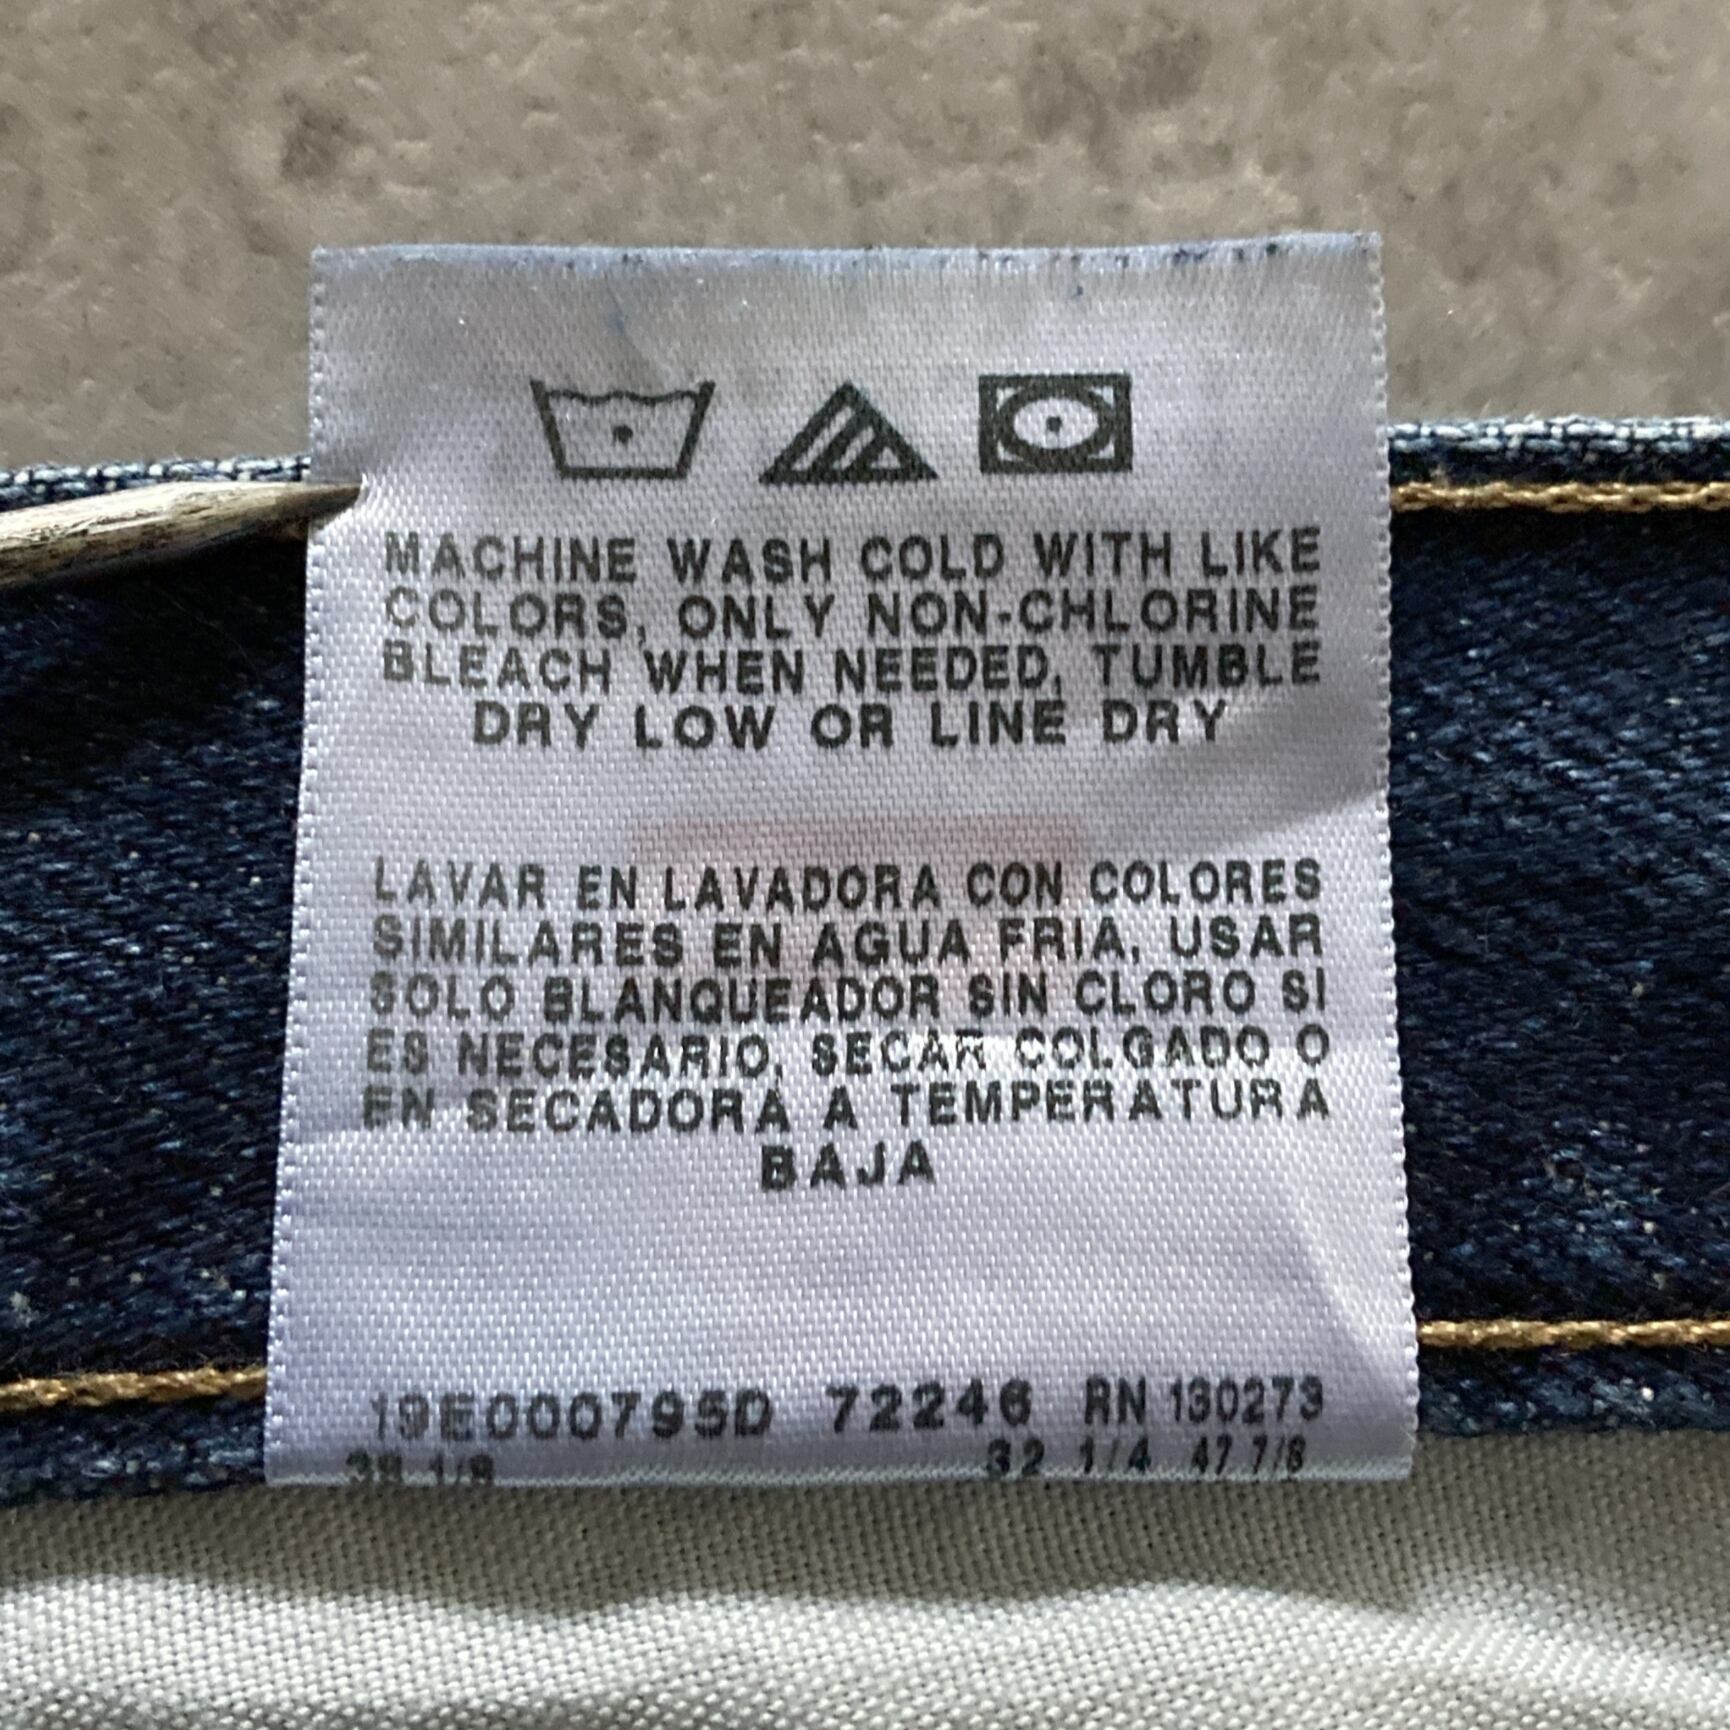 MACHINE WASH COLD WITH LIKE
COLORS, ONLY NON-CHLORINE
BLEACH WHEN NEEDED, TUMBLE
DRY LOW OR LINE DRY
LAVAR EN LAVADORA CON COLORES
SIMILARES EN AGUA FRIA, USAR
SOLO BLANQUEADOR SIN CLORO SI
ES NECESARIO, SECAR COLGADO O
EN SECADORA A TEMPERATURA
BAJA
19E000795D 72246 RN 130273
32 1/4 47 7/8